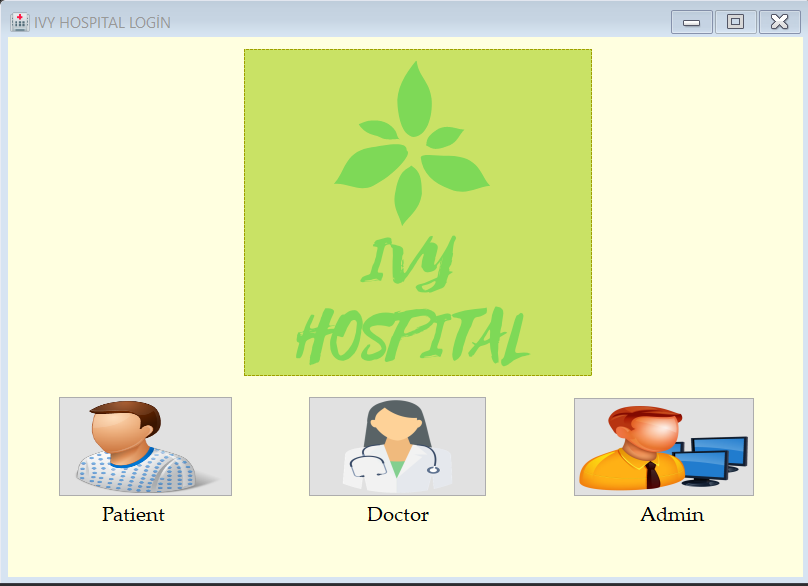 IVY HOSPITAL LOGİN
IVY
HOSPITAL
Patient
Doctor
Admin